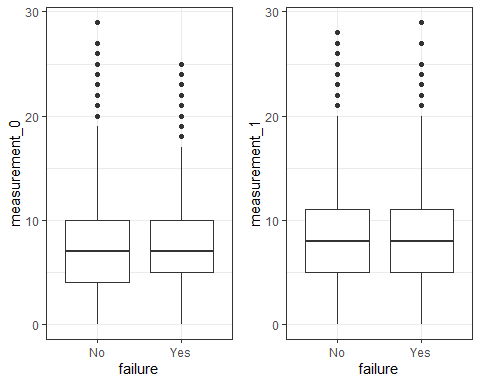 measurement_0
30
20
10
0
No
Yes
failure
measurement_1
30
20
10
0
No
Yes
failure